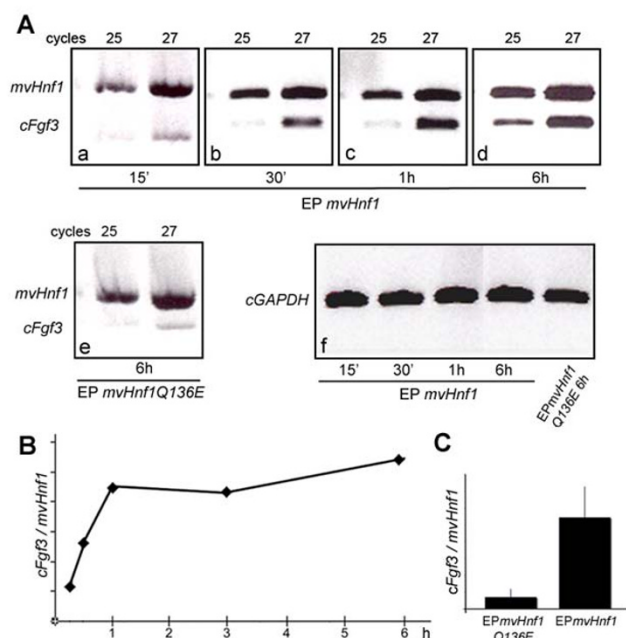 A
cycles 25 27 25 27 25 27 25 27
mvHnf1
cFgf3
a b c d
15' 30' 1h 6h
EP mvHnf1
cycles 25 27
mvHnf1
cFgf3
e
6h
EP mvHnf1Q136E
cGAPDH
f
15' 30' 1h 6h
EP mvHnf1
EPmvHnf1
Q136E 6h
B
cFgf3 / mvHnf1
1 2 3 4 5 6 h
C
cFgf3 / mvHnf1
EPmvHnf1 EPmvHnf1
Q136E